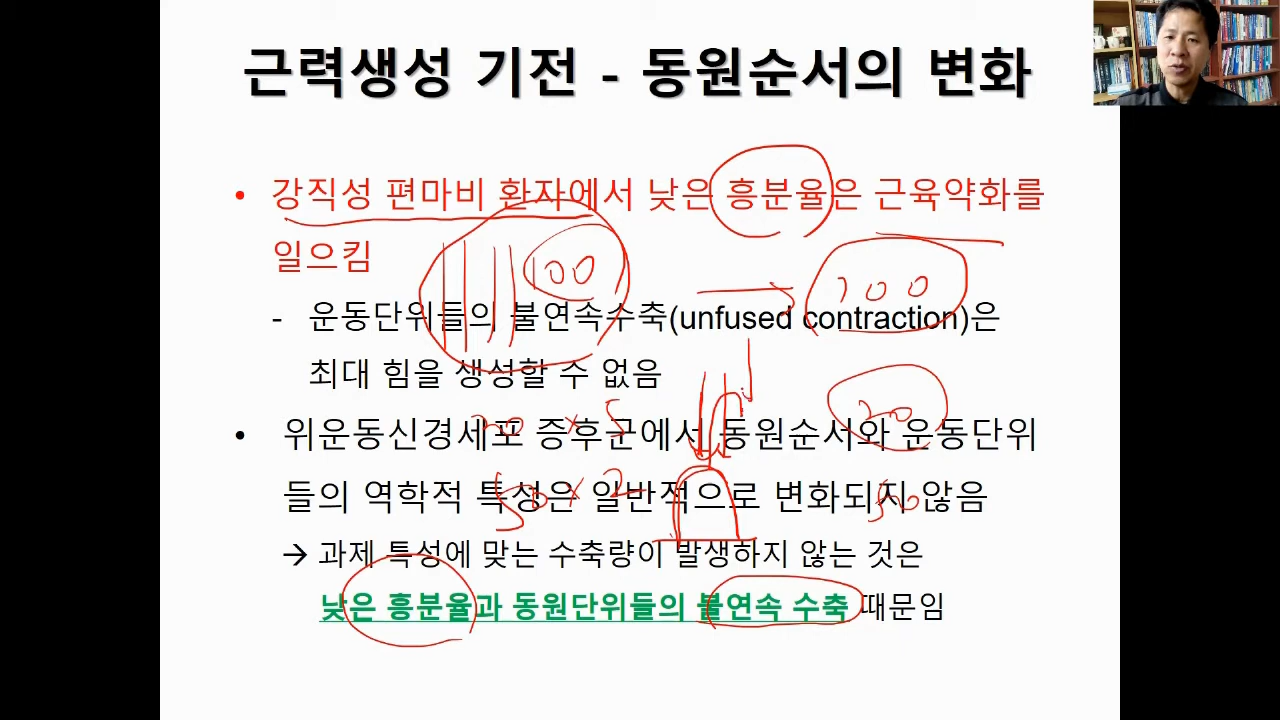 근력생성 기전 - 동원순서의 변화
• 강직성 편마비 환자에서 낮은 흥분율은 근육약화를
일으킴
100
100
- 운동단위들의 불연속수축(unfused contraction)은
최대 힘을 생성할 수 없음
20 × 5
20
• 위운동신경세포 증후군에서 동원순서와 운동단위
들의 역학적 특성은 일반적으로 변화되지 않음
50 × 2
50
→ 과제 특성에 맞는 수축량이 발생하지 않는 것은
낮은 흥분율과 동원단위들의 불연속 수축 때문임